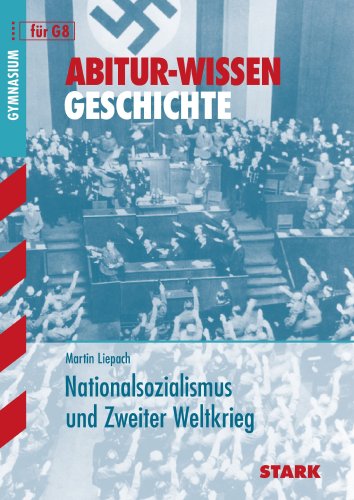 GYMNASIUM
für G8
ABITUR-WISSEN
GESCHICHTE
Martin Liepach
Nationalsozialismus
und Zweiter Weltkrieg
STARK